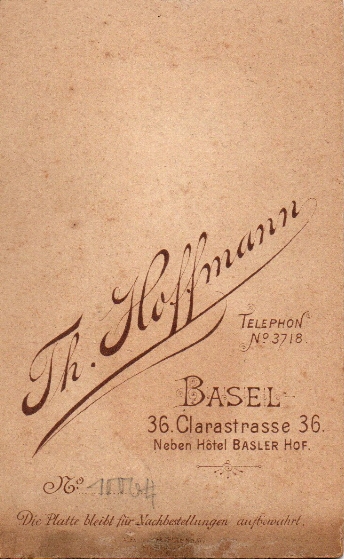 Th. Hoffmann
TELEPHON
No 3718.
BASEL
36. Clarastrasse 36.
Neben Hôtel BASLER HOF.
No
Die Platte bleibt für Nachbestellungen aufbewahrt.